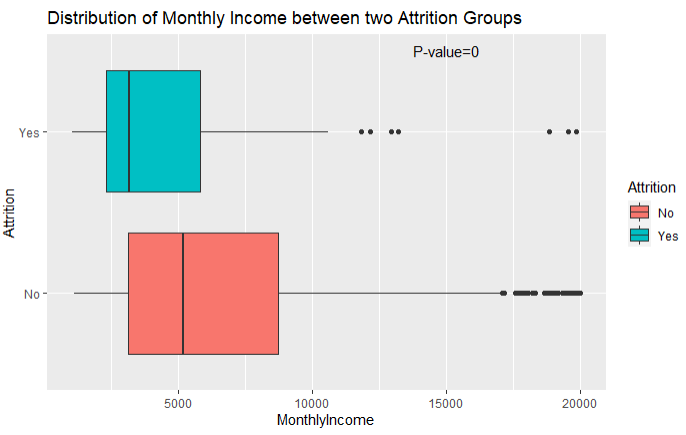 Distribution of Monthly Income between two Attrition Groups
P-value=0
Yes
No
Attrition
5000
10000
15000
20000
MonthlyIncome
Attrition
No
Yes